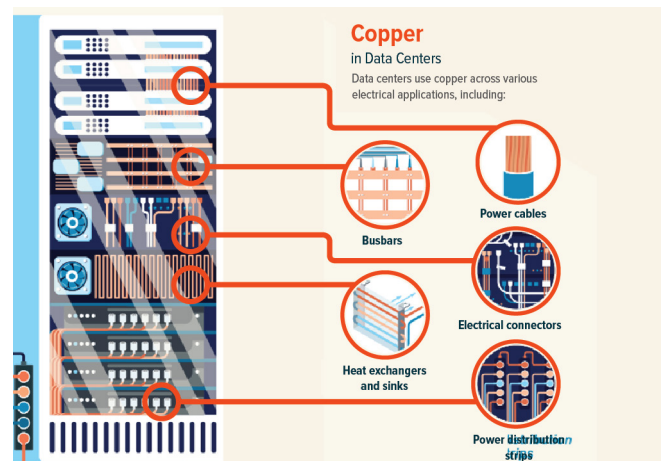 Copper
in Data Centers
Data centers use copper across various
electrical applications, including:
Power cables
Busbars
Electrical connectors
Heat exchangers
and sinks
Power distribution
strips